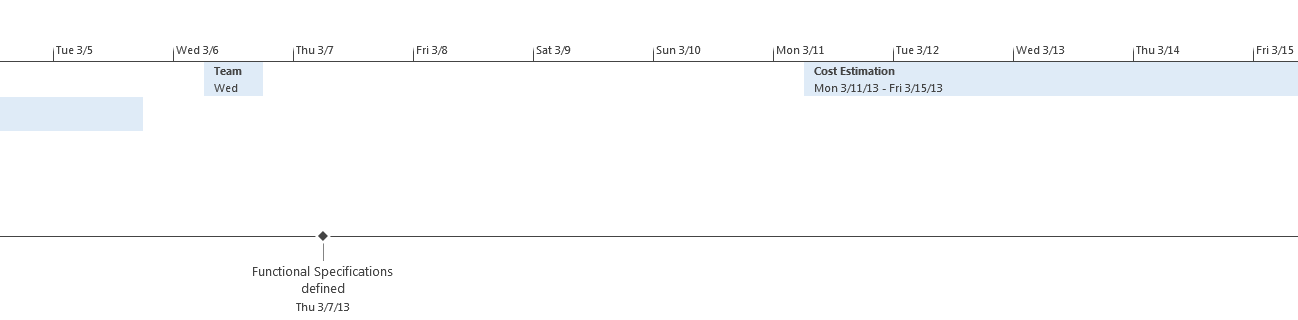 Tue 3/5 Wed 3/6 Thu 3/7 Fri 3/8 Sat 3/9 Sun 3/10 Mon 3/11 Tue 3/12 Wed 3/13 Thu 3/14 Fri 3/15
Team
Wed
Cost Estimation
Mon 3/11/13 - Fri 3/15/13
Functional Specifications
defined
Thu 3/7/13